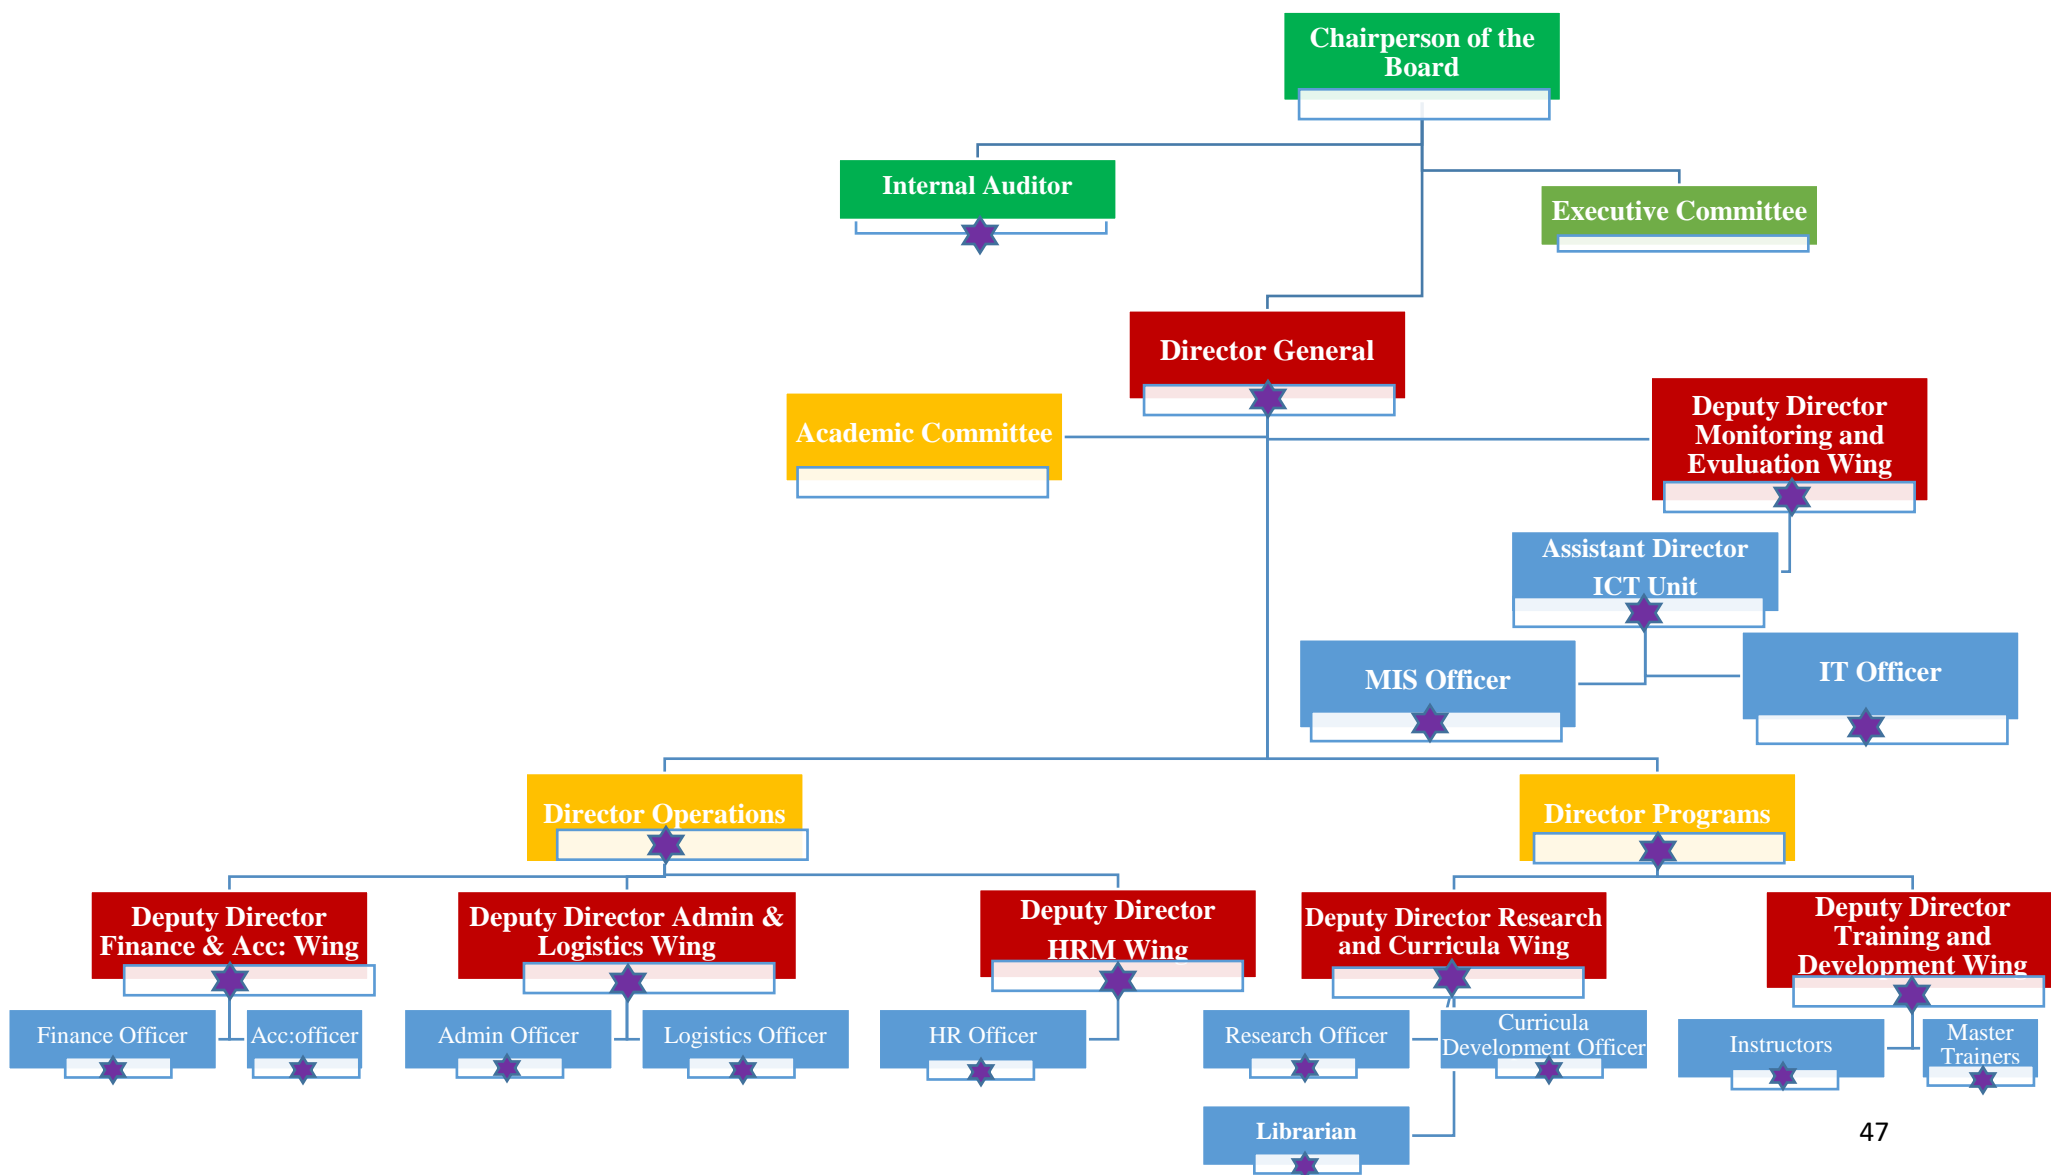 Chairperson of the
Board
Internal Auditor
Executive Committee
Director General
Academic Committee
Deputy Director
Monitoring and
Evuluation Wing
Assistant Director
ICT Unit
MIS Officer
IT Officer
Director Operations
Director Programs
Deputy Director
Finance & Acc: Wing
Deputy Director Admin &
Logistics Wing
Deputy Director
HRM Wing
Deputy Director Research
and Curricula Wing
Deputy Director
Training and
Development Wing
Finance Officer
Acc:officer
Admin Officer
Logistics Officer
HR Officer
Research Officer
Curricula
Development Officer
Instructors
Master
Trainers
Librarian
47